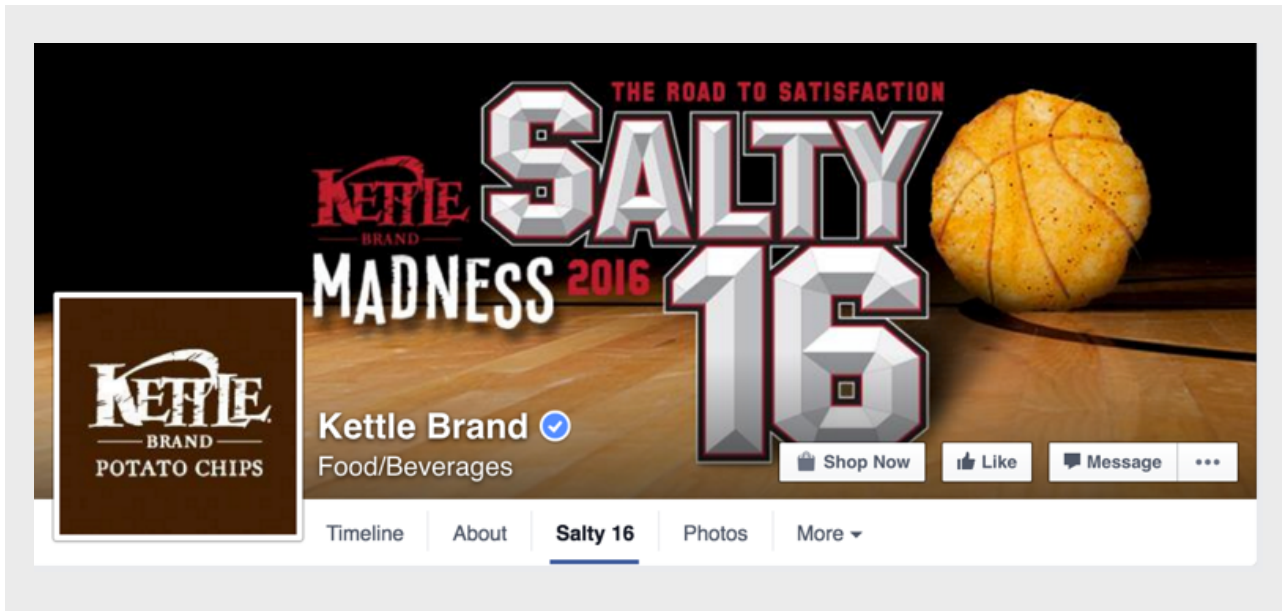 THE ROAD TO SATISFACTION
SALTY
KETTLE
BRAND
MADNESS 2016
16
KETTLE
BRAND
POTATO CHIPS
Kettle Brand
Food/Beverages
Shop Now
Like
Message
Timeline
About
Salty 16
Photos
More